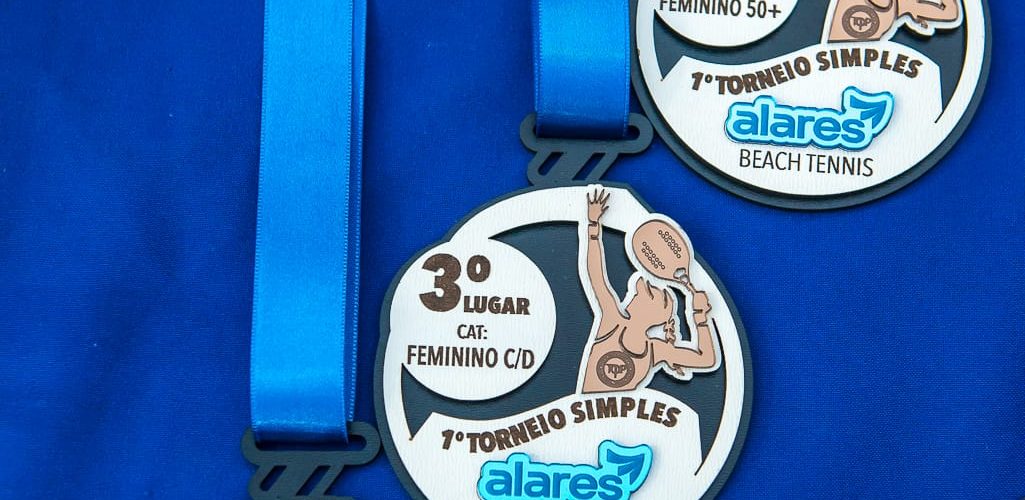 FEMININO 50+
1º TORNEIO SIMPLES
alares
BEACH TENNIS
3º
LUGAR
CAT:
FEMININO C/D
1º TORNEIO SIMPLES
alares